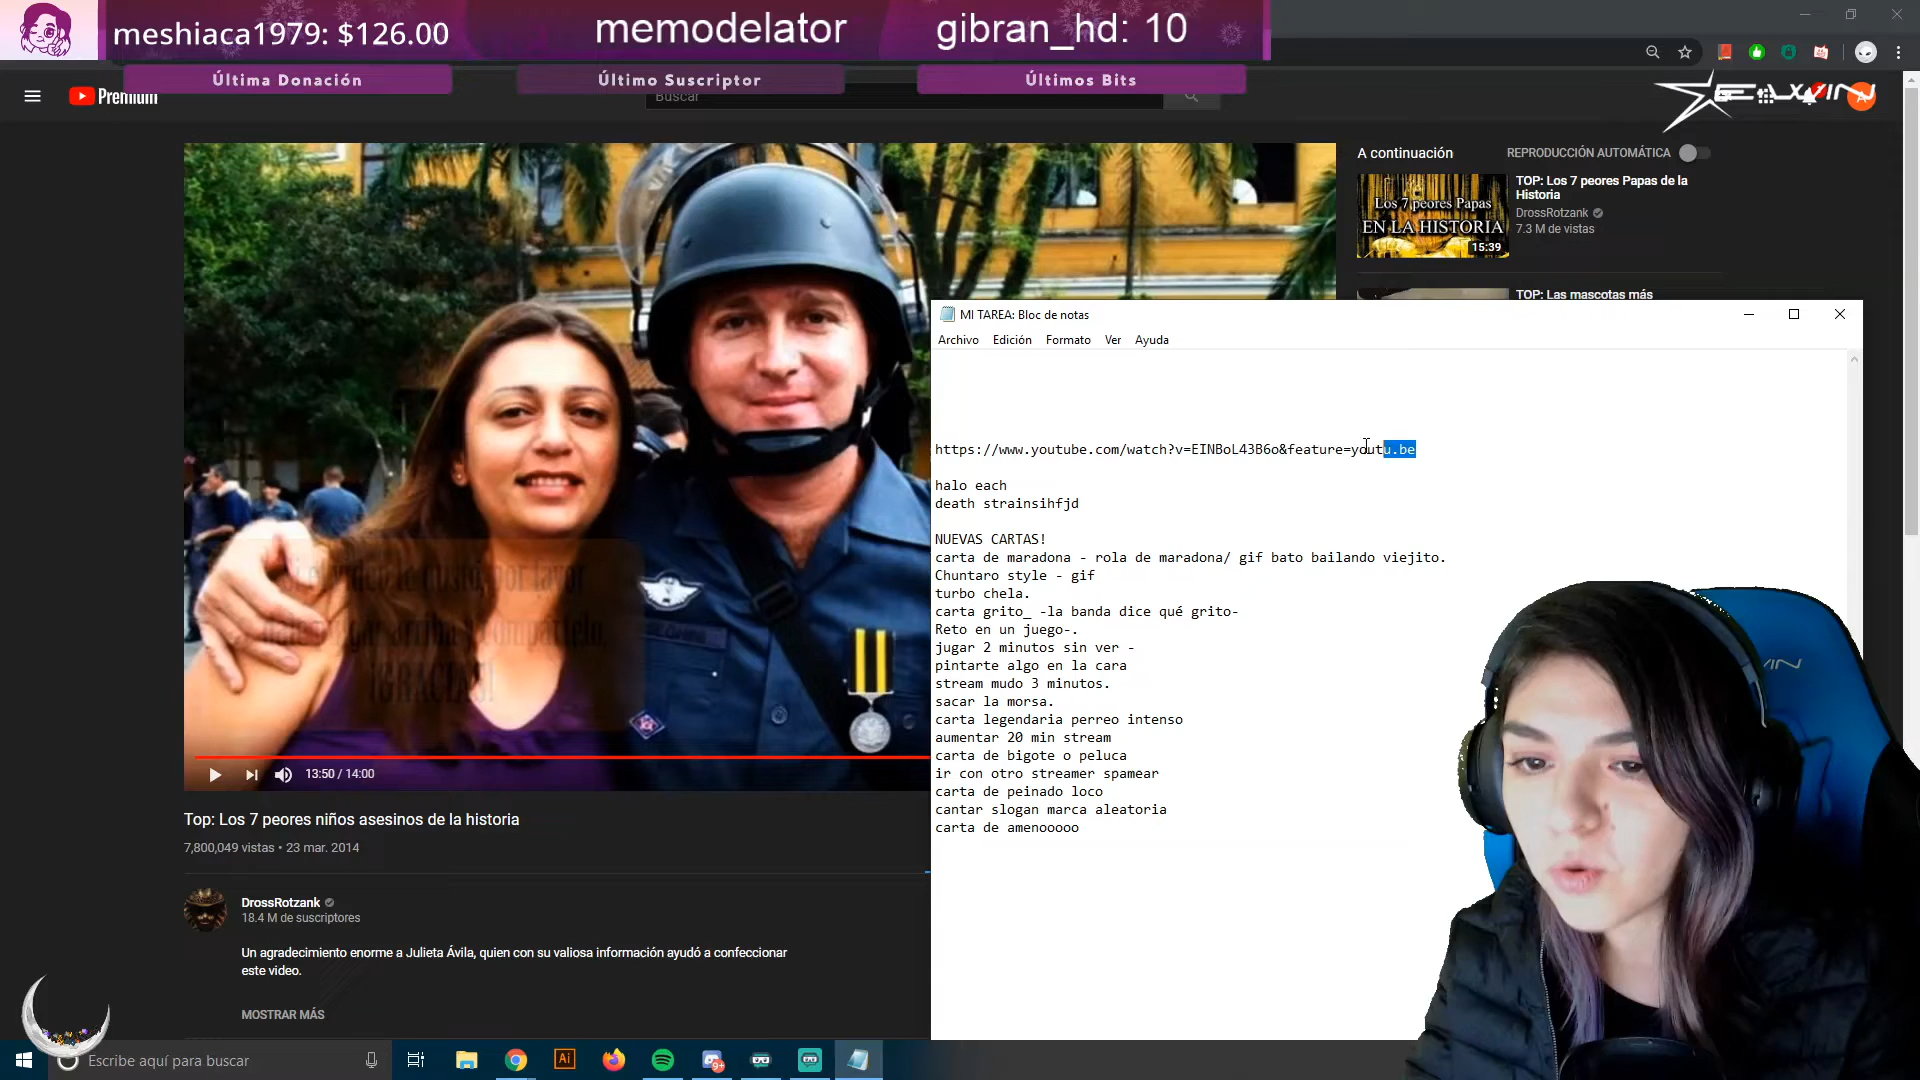 meshiaca1979: $126.00
memodelator
gibran_hd: 10
Última Donación
Último Suscriptor
Últimos Bits
Premium
Buscar
A continuación
REPRODUCCIÓN AUTOMÁTICA
Los 7 peores Papas
EN LA HISTORIA
15:39
TOP: Los 7 peores Papas de la
Historia
DrossRotzank
7.3 M de vistas
TOP: Las mascotas más
MI TAREA: Bloc de notas
Archivo Edición Formato Ver Ayuda
https://www.youtube.com/watch?v=EINBoL43B6o&feature=youtu.be
halo each
death strainsihfjd
NUEVAS CARTAS!
carta de maradona - rola de maradona/ gif bato bailando viejito.
Chuntaro style - gif
turbo chela.
carta grito_ -la banda dice qué grito-
Reto en un juego-.
jugar 2 minutos sin ver -
pintarte algo en la cara
stream mudo 3 minutos.
sacar la morsa.
carta legendaria perreo intenso
aumentar 20 min stream
carta de bigote o peluca
ir con otro streamer spamear
carta de peinado loco
cantar slogan marca aleatoria
carta de amenooooo
¡GRACIAS!
13:50 / 14:00
Top: Los 7 peores niños asesinos de la historia
7,800,049 vistas • 23 mar. 2014
DrossRotzank
18.4 M de suscriptores
Un agradecimiento enorme a Julieta Ávila, quien con su valiosa información ayudó a confeccionar
este video.
MOSTRAR MÁS
Escribe aquí para buscar
Ai
9+